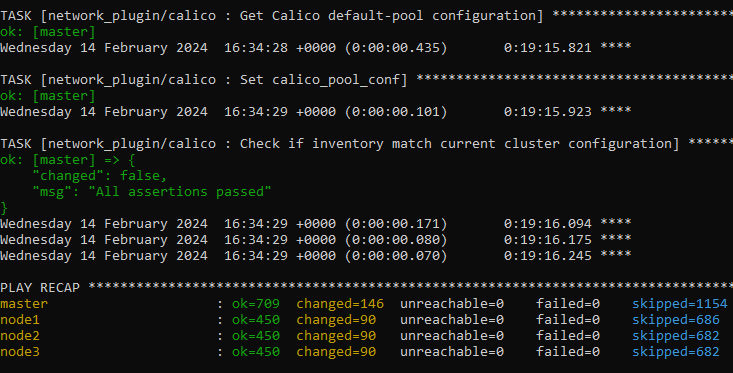 TASK [network_plugin/calico : Get Calico default-pool configuration] ***********************
ok: [master]
Wednesday 14 February 2024  16:34:28 +0000 (0:00:00.435)       0:19:15.821 ****
TASK [network_plugin/calico : Set calico_pool_conf] ****************************************
ok: [master]
Wednesday 14 February 2024  16:34:29 +0000 (0:00:00.101)       0:19:15.923 ****
TASK [network_plugin/calico : Check if inventory match current cluster configuration] ******
ok: [master] => {
    "changed": false,
    "msg": "All assertions passed"
}
Wednesday 14 February 2024  16:34:29 +0000 (0:00:00.171)       0:19:16.094 ****
Wednesday 14 February 2024  16:34:29 +0000 (0:00:00.080)       0:19:16.175 ****
Wednesday 14 February 2024  16:34:29 +0000 (0:00:00.070)       0:19:16.245 ****
PLAY RECAP *********************************************************************************
master                     : ok=709  changed=146  unreachable=0    failed=0    skipped=1154
node1                      : ok=450  changed=90   unreachable=0    failed=0    skipped=686
node2                      : ok=450  changed=90   unreachable=0    failed=0    skipped=682
node3                      : ok=450  changed=90   unreachable=0    failed=0    skipped=682